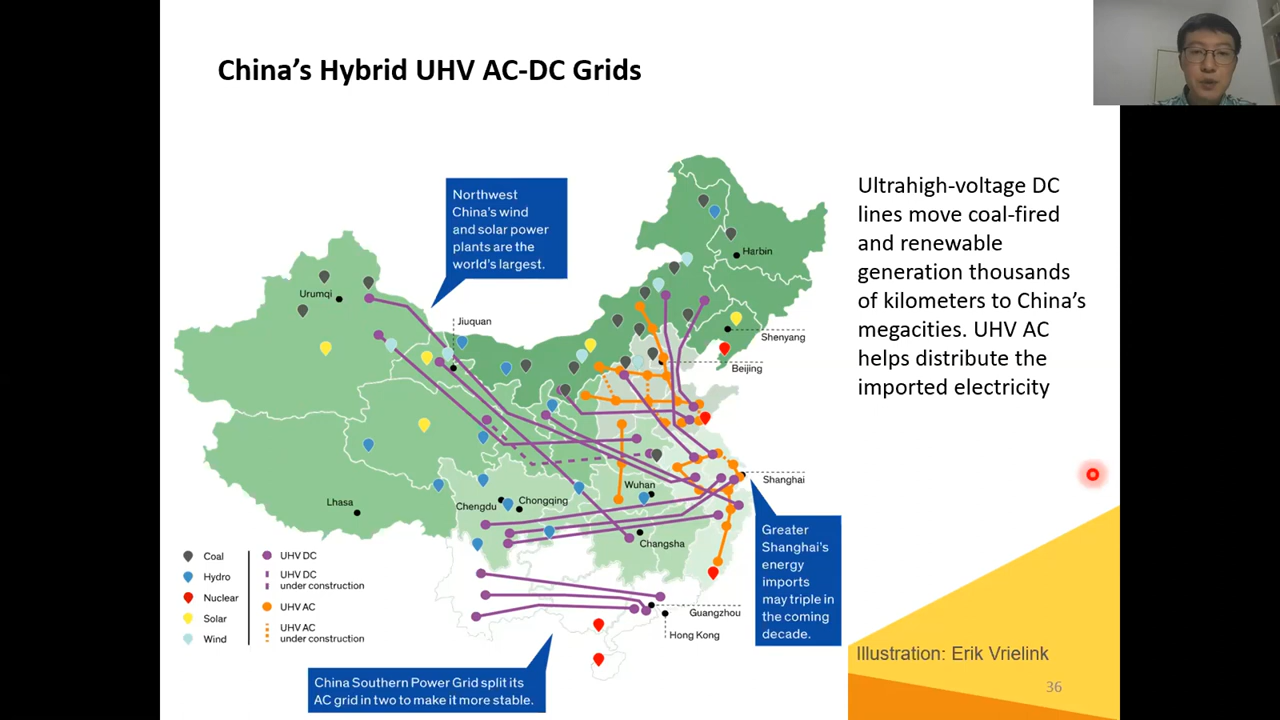 China's Hybrid UHV AC-DC Grids
Northwest
China's wind
and solar power
plants are the
world's largest.
Ultrahigh-voltage DC
lines move coal-fired
and renewable
generation thousands
of kilometers to China's
megacities. UHV AC
helps distribute the
imported electricity
Harbin
Urumqi
Jiuquan
Shenyang
Beijing
Shanghai
Wuhan
Lhasa
Chengdu
Chongqing
Changsha
Guangzhou
Hong Kong
Greater
Shanghai's
energy
imports
may triple in
the coming
decade.
Coal
Hydro
Nuclear
Solar
Wind
UHV DC
UHV DC
under construction
UHV AC
UHV AC
under construction
China Southern Power Grid split its
AC grid in two to make it more stable.
Illustration: Erik Vrielink
36